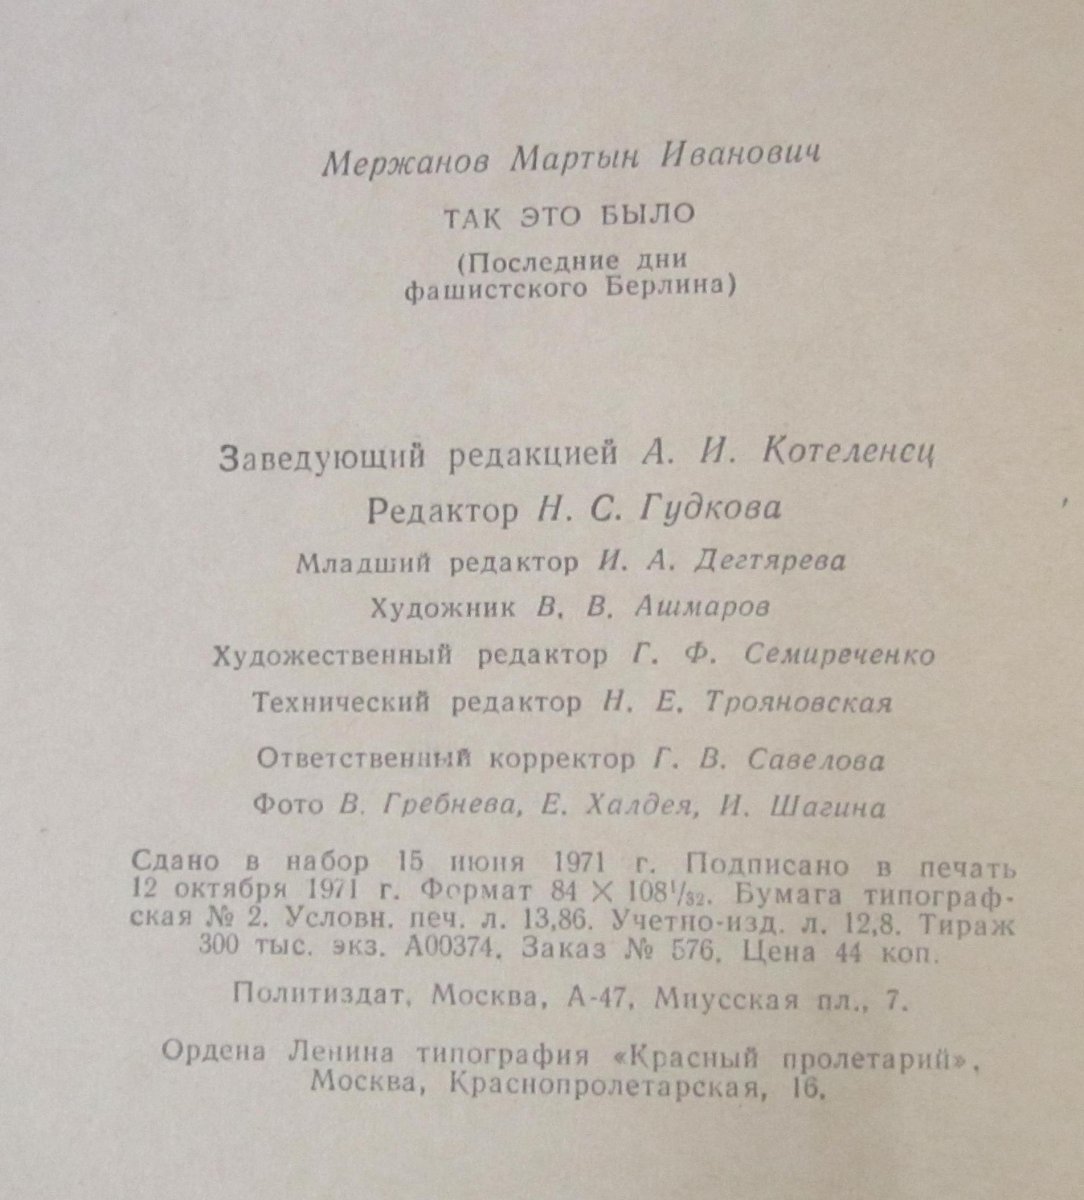 Мержанов Мартын Иванович
ТАК ЭТО БЫЛО
(Последние дни
фашистского Берлина)
Заведующий редакцией А. И. Котеленец
Редактор Н. С. Гудкова
Младший редактор И. А. Дегтярева
Художник В. В. Ашмаров
Художественный редактор Г. Ф. Семиреченко
Технический редактор Н. Е. Трояновская
Ответственный корректор Г. В. Савелова
Фото В. Гребнева, Е. Халдея, И. Шагина
Сдано в набор 15 июня 1971 г. Подписано в печать
12 октября 1971 г. Формат 84 × 108¹/₃₂. Бумага типограф-
ская № 2. Условн. печ. л. 13,86. Учетно-изд. л. 12,8. Тираж
300 тыс. экз. А00374. Заказ № 576. Цена 44 коп.
Политиздат, Москва, А-47, Миусская пл., 7.
Ордена Ленина типография «Красный пролетарий»,
Москва, Краснопролетарская, 16.